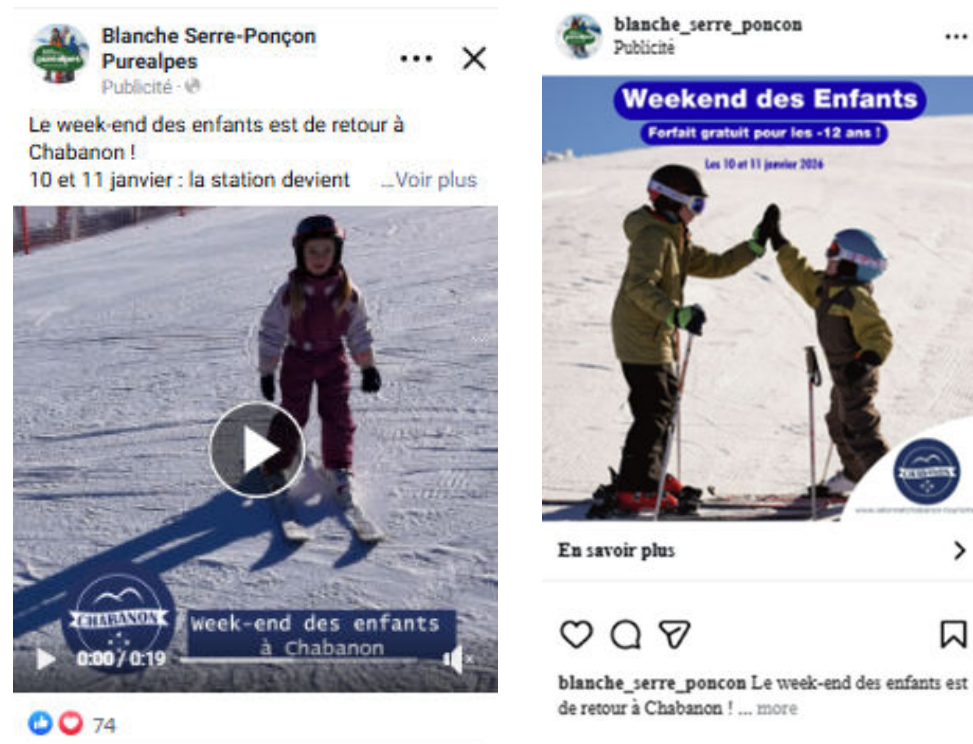 Blanche Serre-Ponçon
Purealpes
Publicité ·
Le week-end des enfants est de retour à
Chabanon !
10 et 11 janvier : la station devient ...Voir plus
CHABANON
Week-end des enfants
à Chabanon
0:00 / 0:19
74
blanche_serre_poncon
Publicité
Weekend des Enfants
Forfait gratuit pour les -12 ans !
Les 10 et 11 janvier 2026
CHABANON
En savoir plus
blanche_serre_poncon Le week-end des enfants est
de retour à Chabanon ! ... more